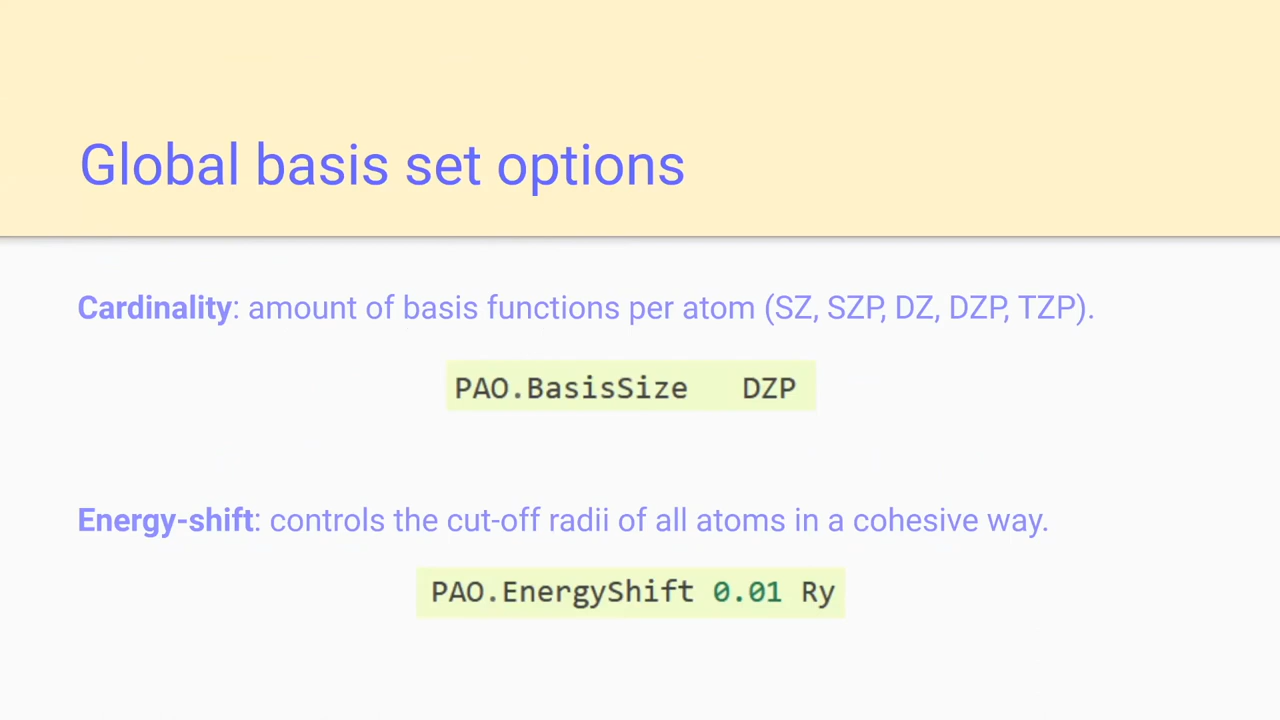 Global basis set options
Cardinality: amount of basis functions per atom (SZ, SZP, DZ, DZP, TZP).
PAO.BasisSize   DZP
Energy-shift: controls the cut-off radii of all atoms in a cohesive way.
PAO.EnergyShift 0.01 Ry